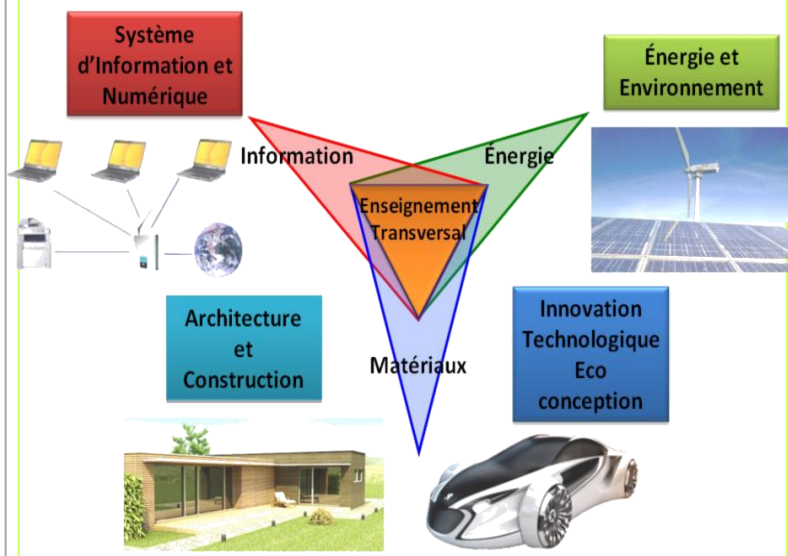 Système
d'Information et
Numérique
Énergie et
Environnement
Information
Énergie
Enseignement
Transversal
Matériaux
Architecture
et
Construction
Innovation
Technologique
Eco
conception